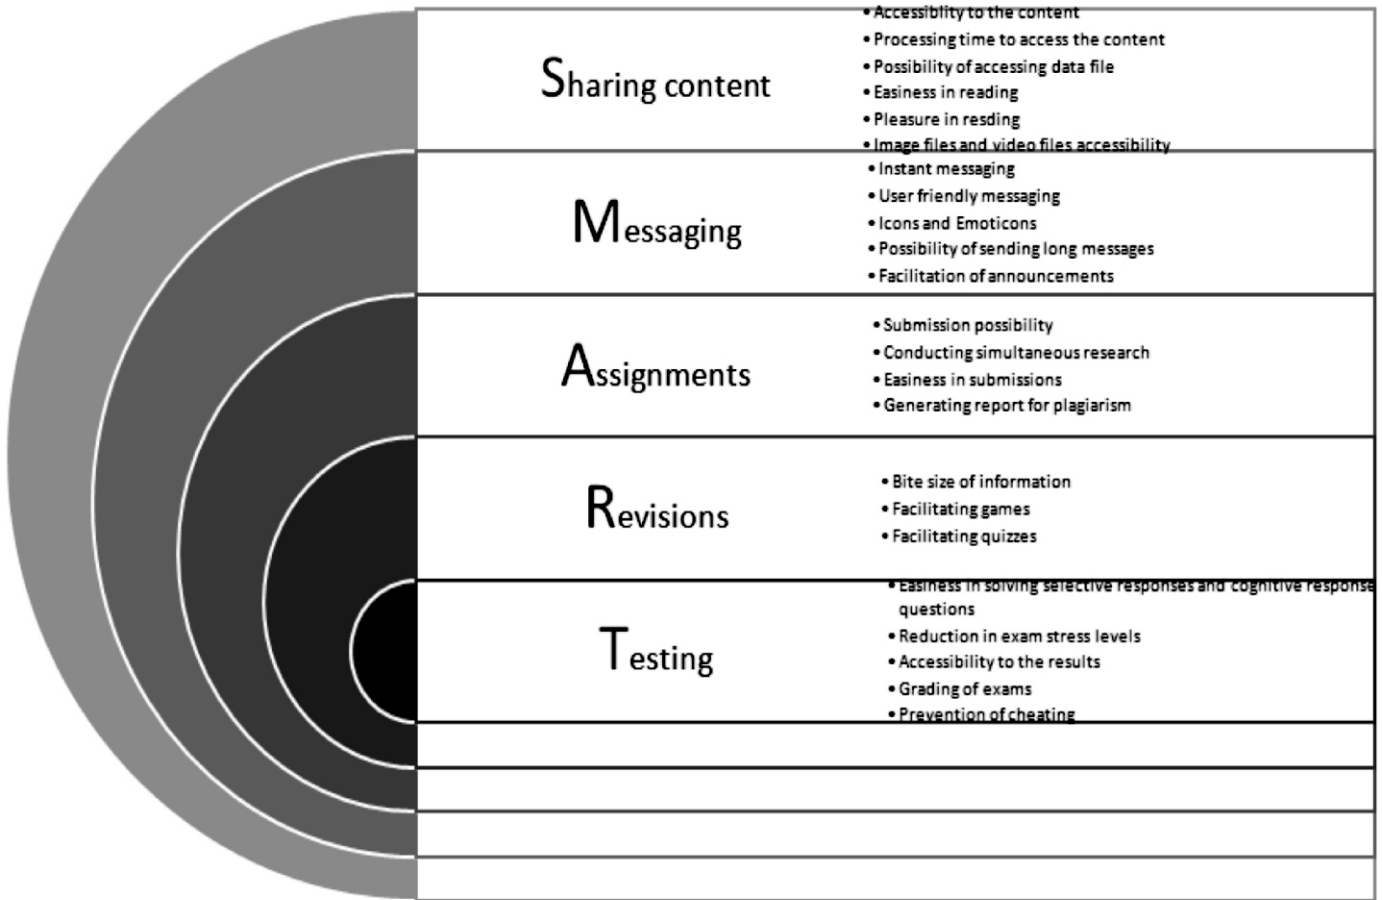 Sharing content
• Accessiblity to the content
• Processing time to access the content
• Possibility of accessing data file
• Easiness in reading
• Pleasure in resding
• Image files and video files accessibility
Messaging
• Instant messaging
• User friendly messaging
• Icons and Emoticons
• Possibility of sending long messages
• Facilitation of announcements
Assignments
• Submission possibility
• Conducting simultaneous research
• Easiness in submissions
• Generating report for plagiarism
Revisions
• Bite size of information
• Facilitating games
• Facilitating quizzes
Testing
• Easiness in solving selective responses and cognitive response
questions
• Reduction in exam stress levels
• Accessibility to the results
• Grading of exams
• Prevention of cheating